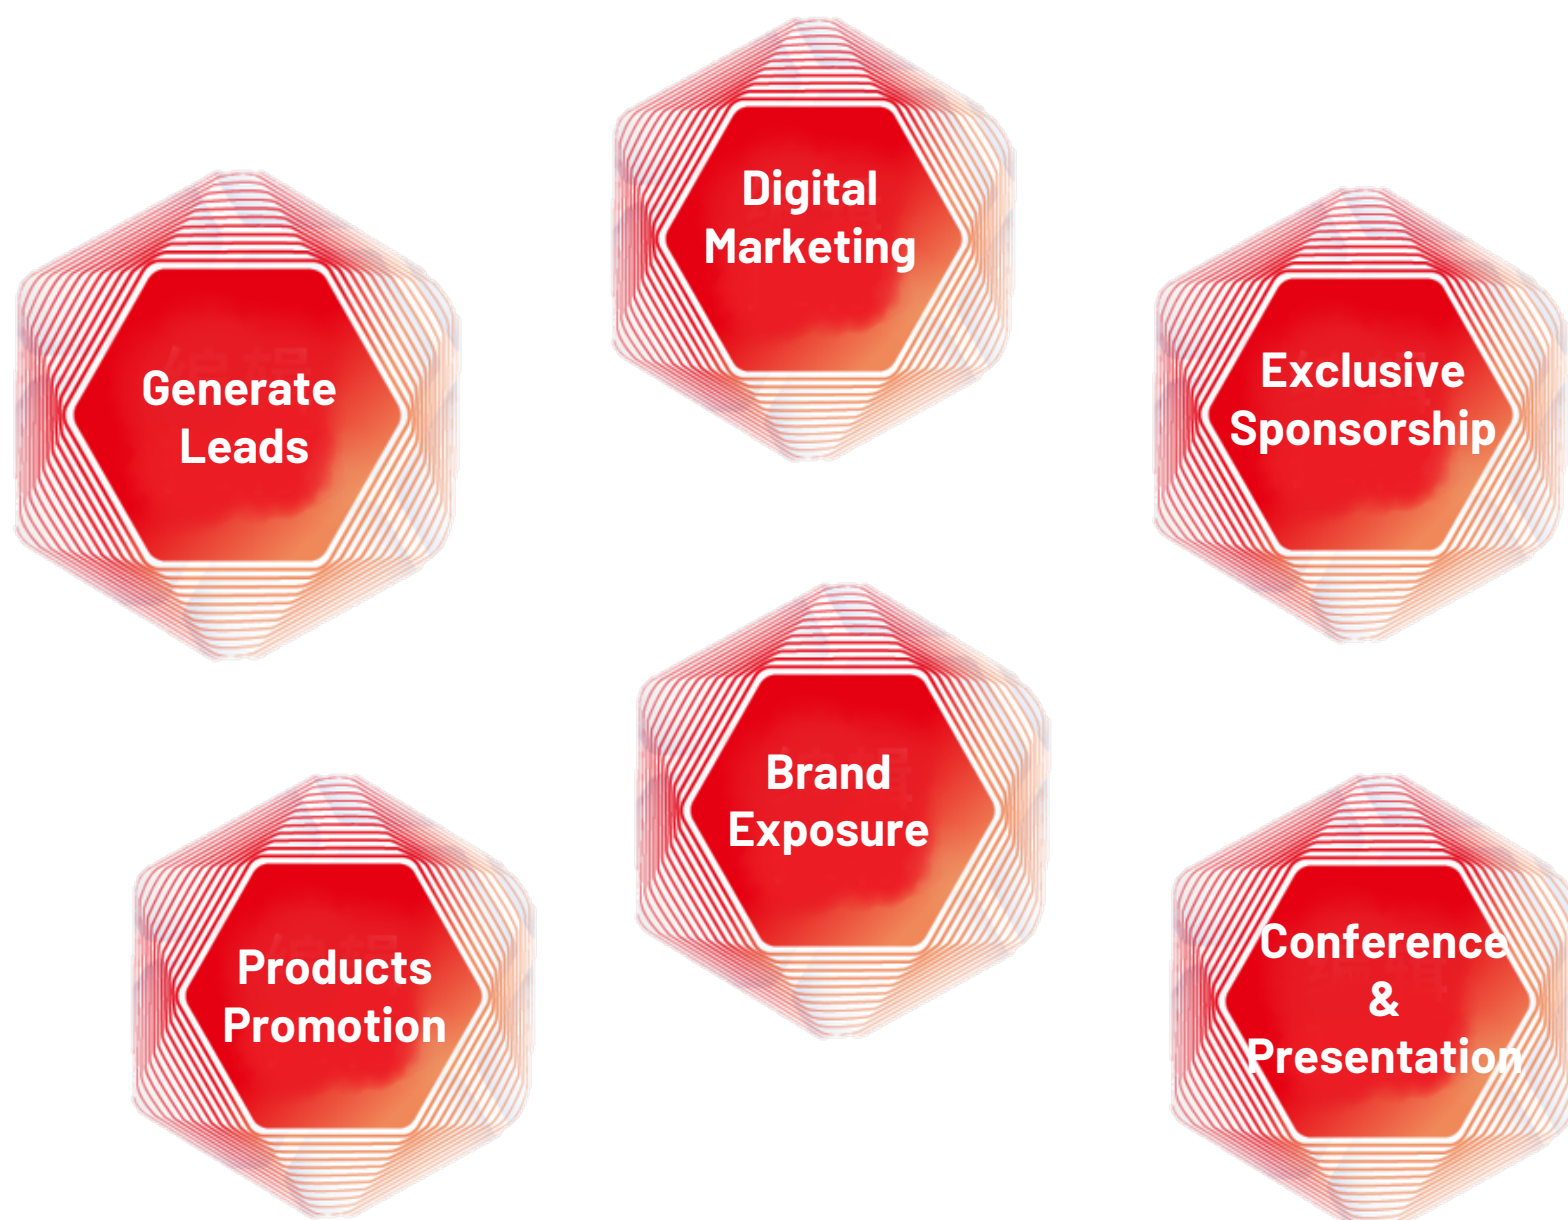 Digital
Marketing
Generate
Leads
Exclusive
Sponsorship
Brand
Exposure
Products
Promotion
Conference
&
Presentation